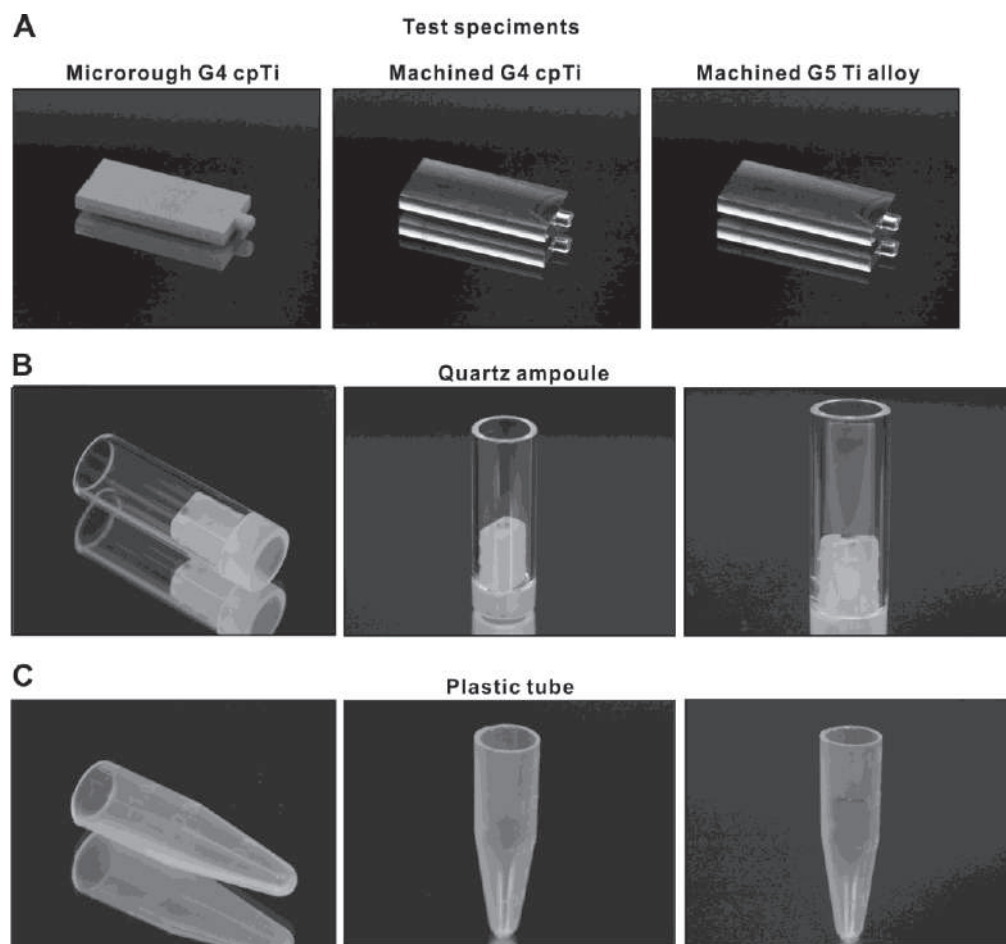 A
Test speciments
Microrough G4 cpTi
Machined G4 cpTi
Machined G5 Ti alloy
B
Quartz ampoule
C
Plastic tube